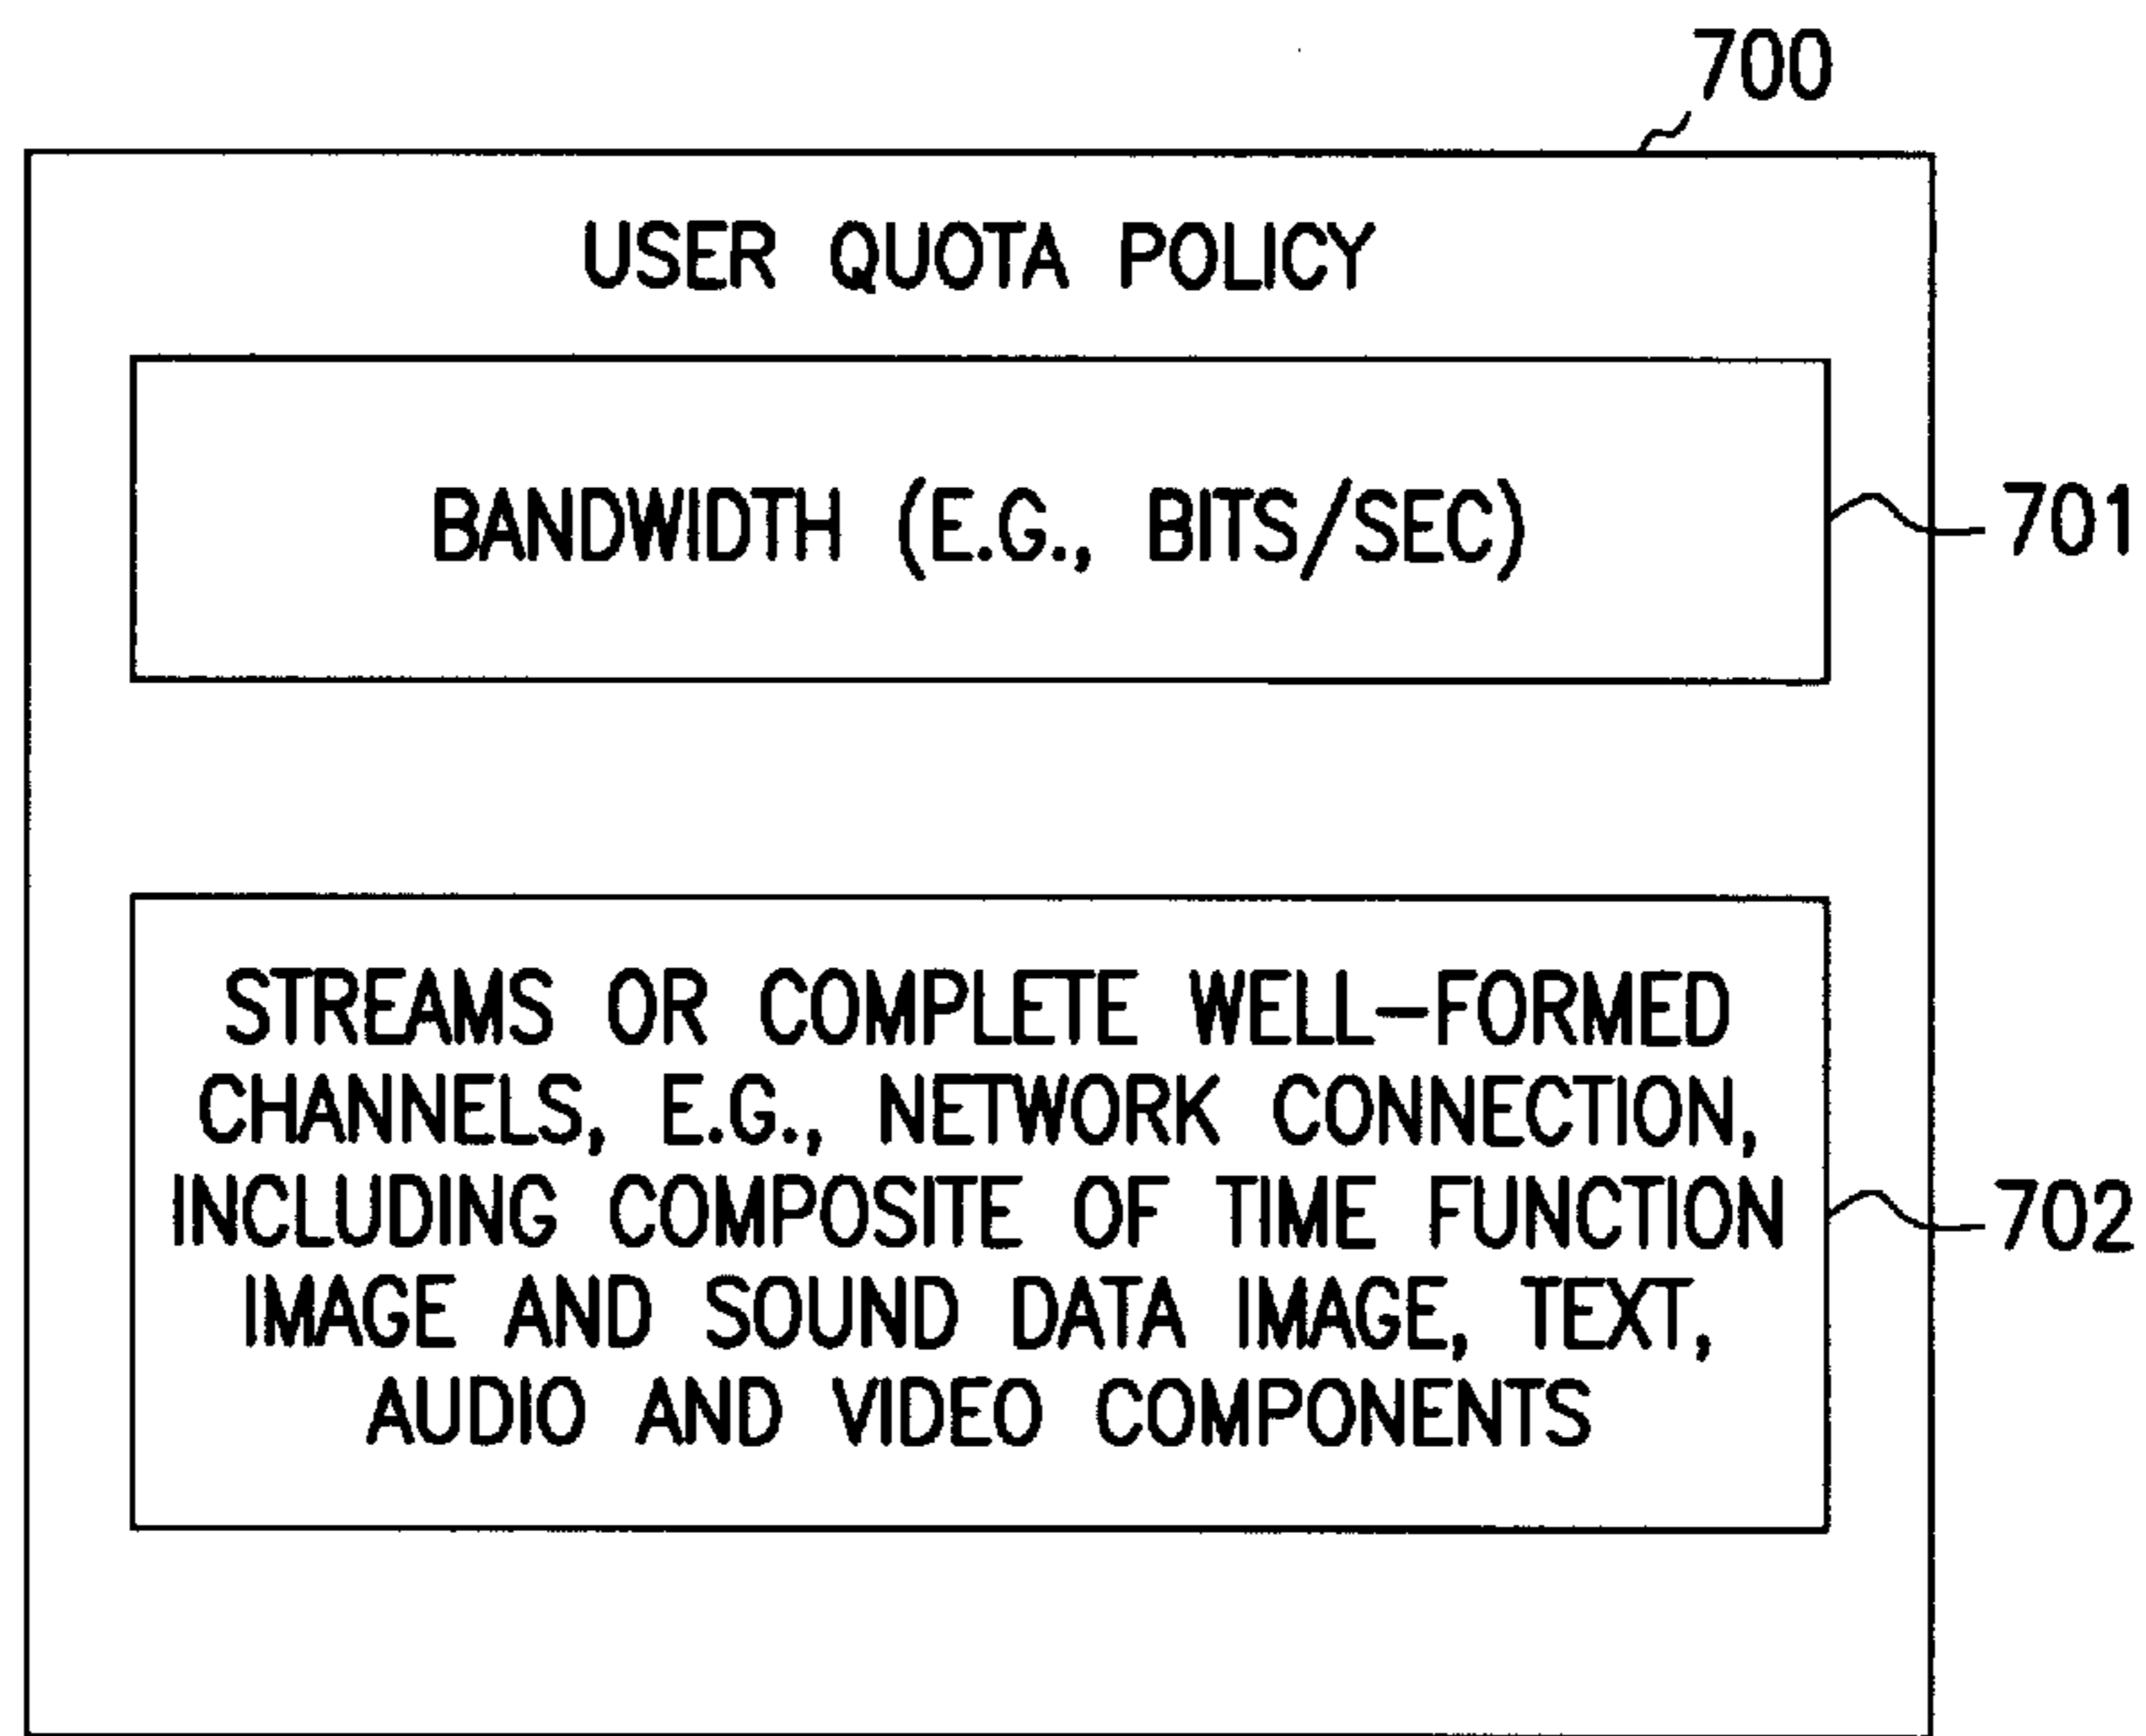 700
USER QUOTA POLICY
BANDWIDTH (E.G., BITS/SEC)
701
STREAMS OR COMPLETE WELL-FORMED
CHANNELS, E.G., NETWORK CONNECTION,
INCLUDING COMPOSITE OF TIME FUNCTION
IMAGE AND SOUND DATA IMAGE, TEXT,
AUDIO AND VIDEO COMPONENTS
702